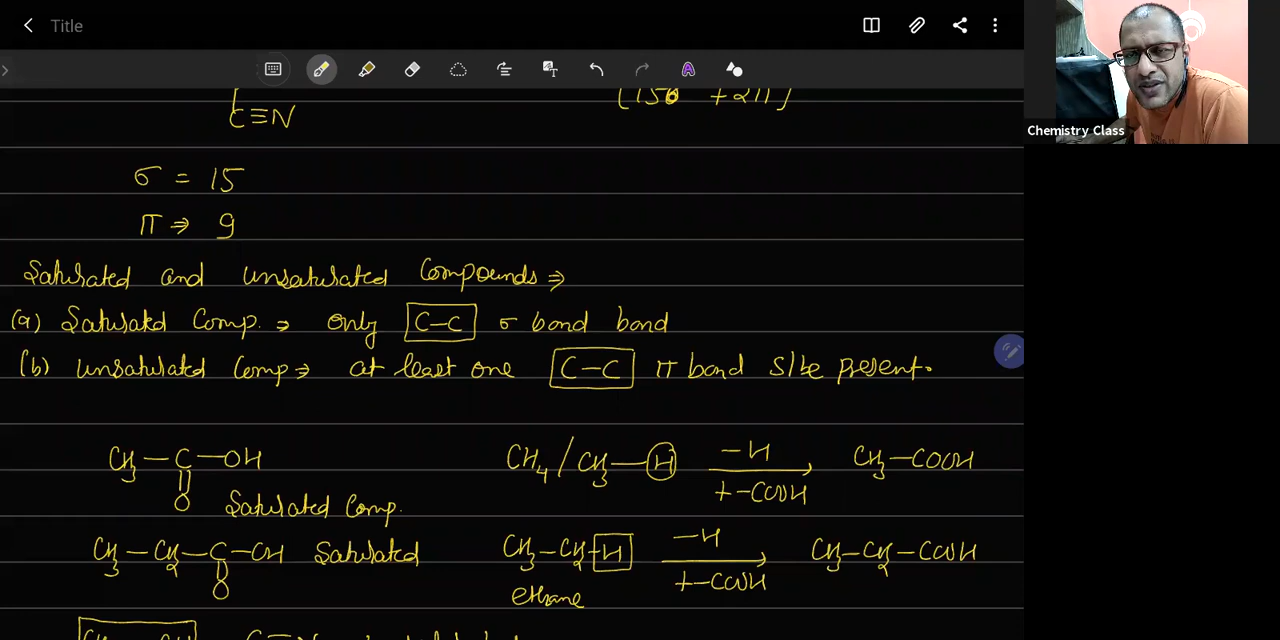 Title
Chemistry Class
C≡N
(15σ + 2π)
σ = 15
π ⇒ 9
Saturated and unsaturated Compounds ⇒
(a) Saturated Comp. ⇒ only C–C σ bond bond
(b) Unsaturated Comp ⇒ at least one C–C π bond s/be present.
CH3 – C – OH
O
Saturated Comp.
CH4 / CH3 – H
–H
+ –COOH
CH3 – COOH
CH3 – CH2 – C – OH Saturated
O
CH3 – CH2 – H
ethane
–H
+ –COOH
CH3 – CH2 – COOH
C≡N